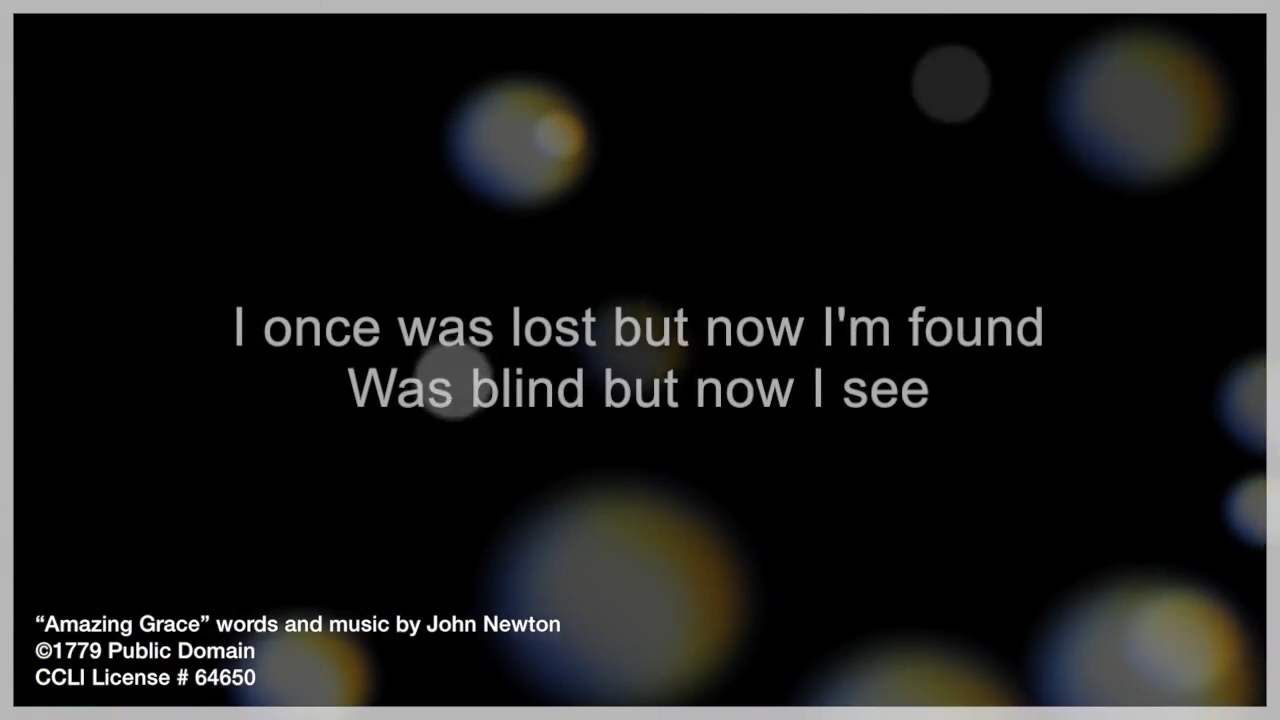 I once was lost but now I'm found
Was blind but now I see
“Amazing Grace” words and music by John Newton
©1779 Public Domain
CCLI License # 64650